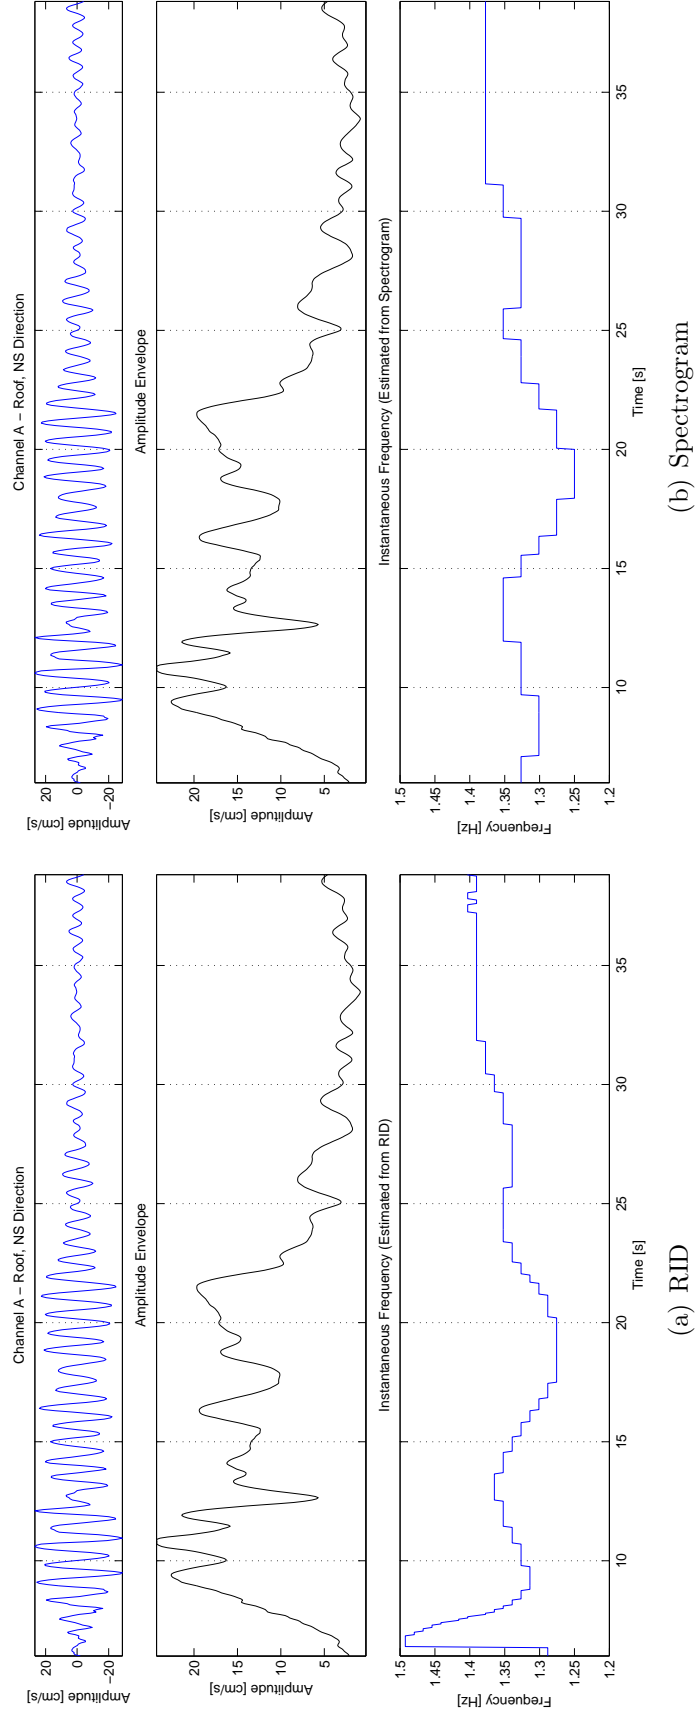 Channel A – Roof, NS Direction
20
0
−20
Amplitude [cm/s]
Amplitude Envelope
20
15
10
5
Amplitude [cm/s]
Instantaneous Frequency (Estimated from RID)
1.5
1.45
1.4
1.35
1.3
1.25
1.2
Frequency [Hz]
10
15
20
25
30
35
Time [s]
(a) RID
Channel A – Roof, NS Direction
20
0
−20
Amplitude [cm/s]
Amplitude Envelope
20
15
10
5
Amplitude [cm/s]
Instantaneous Frequency (Estimated from Spectrogram)
1.5
1.45
1.4
1.35
1.3
1.25
1.2
Frequency [Hz]
10
15
20
25
30
35
Time [s]
(b) Spectrogram